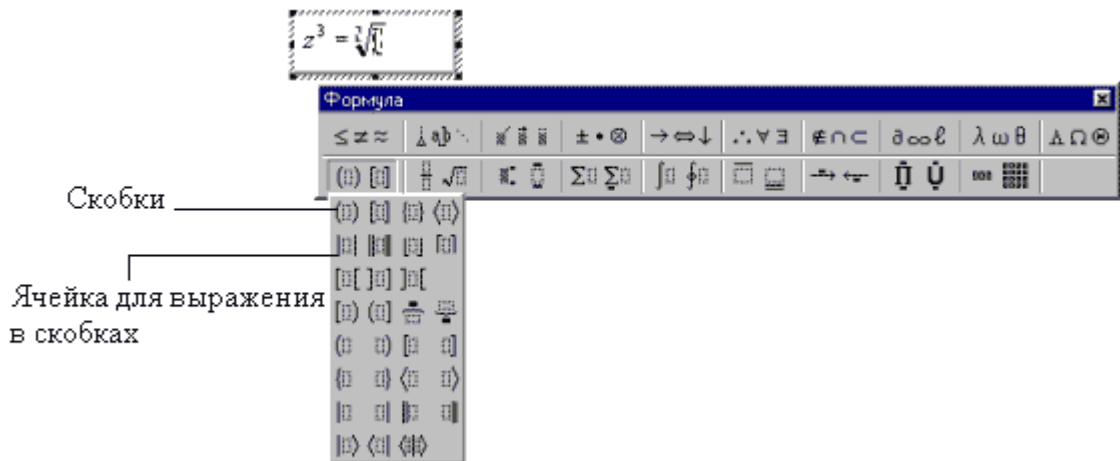 z³ = ∛
Формула
≤ ≠ ≈ ± • ⊗ → ⇔ ↓ ∴ ∀ ∃ ∉ ∩ ⊂ ∂ ∞ ℓ λ ω θ Δ Ω Θ
Скобки
Ячейка для выражения
в скобках